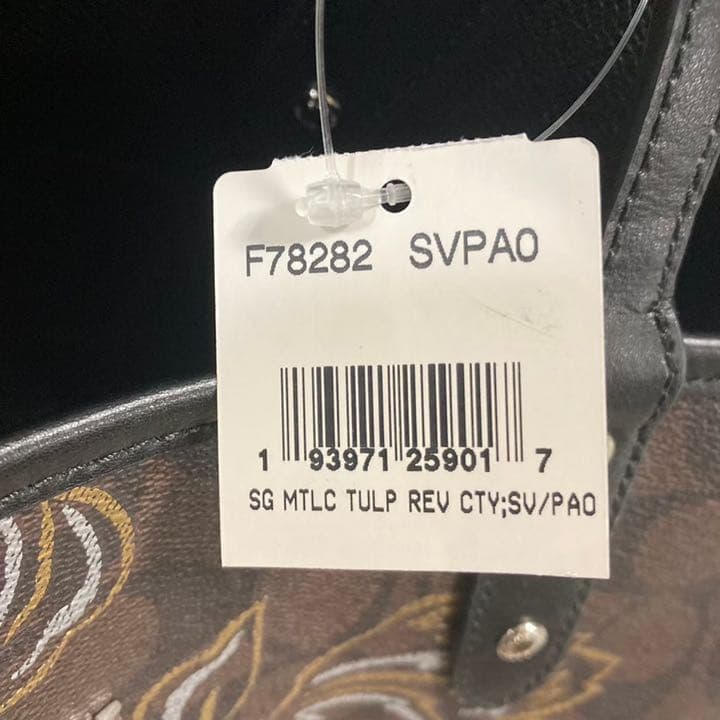 F78282 SVPA0
1 93971 25901 7
SG MTLC TULP REV CTY;SV/PA0